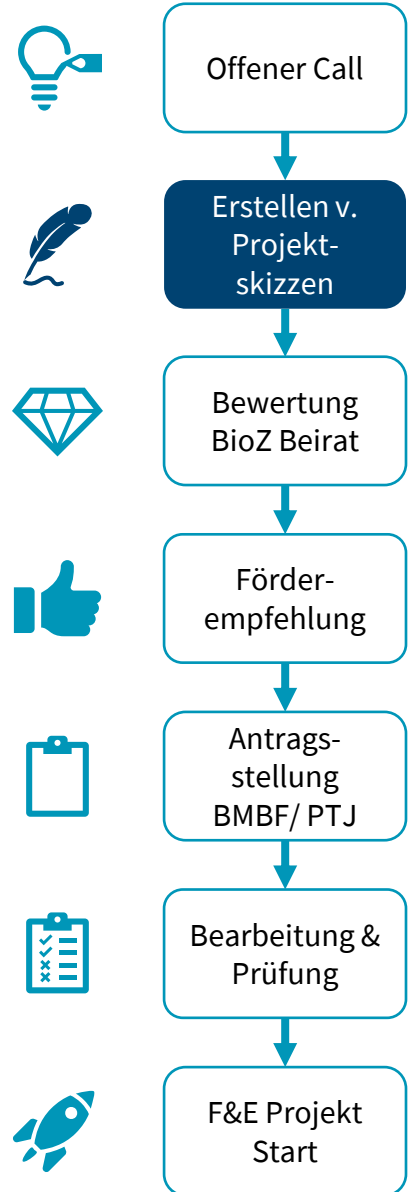 Offener Call
Erstellen v.
Projekt-
skizzen
Bewertung
BioZ Beirat
Förder-
empfehlung
Antrags-
stellung
BMBF/ PTJ
Bearbeitung &
Prüfung
F&E Projekt
Start